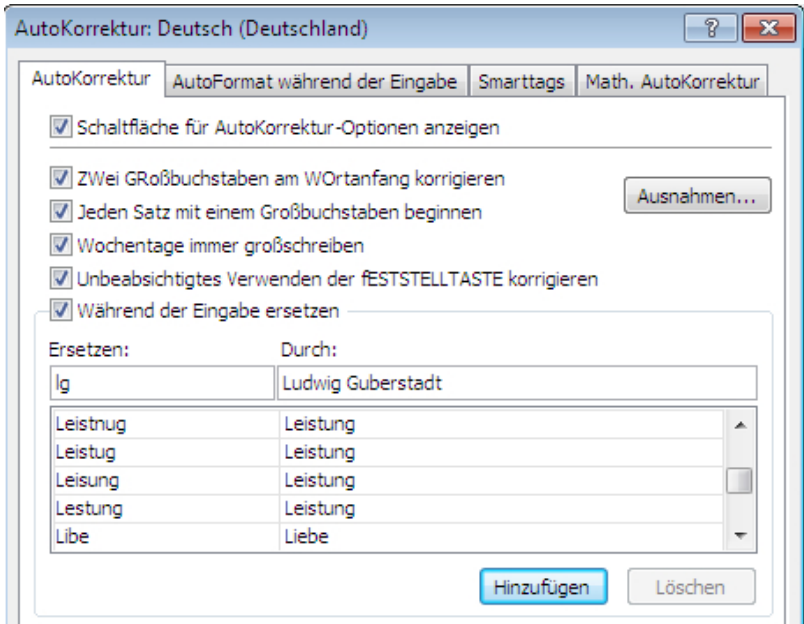 AutoKorrektur: Deutsch (Deutschland)
AutoKorrektur AutoFormat während der Eingabe Smarttags Math. AutoKorrektur
Schaltfläche für AutoKorrektur-Optionen anzeigen
ZWei GRoßbuchstaben am WOrtanfang korrigieren
Ausnahmen...
Jeden Satz mit einem Großbuchstaben beginnen
Wochentage immer großschreiben
Unbeabsichtigtes Verwenden der fESTSTELLTASTE korrigieren
Während der Eingabe ersetzen
Ersetzen: Durch:
lg Ludwig Guberstadt
Leistnug Leistung
Leistug Leistung
Leisung Leistung
Lestung Leistung
Libe Liebe
Hinzufügen Löschen